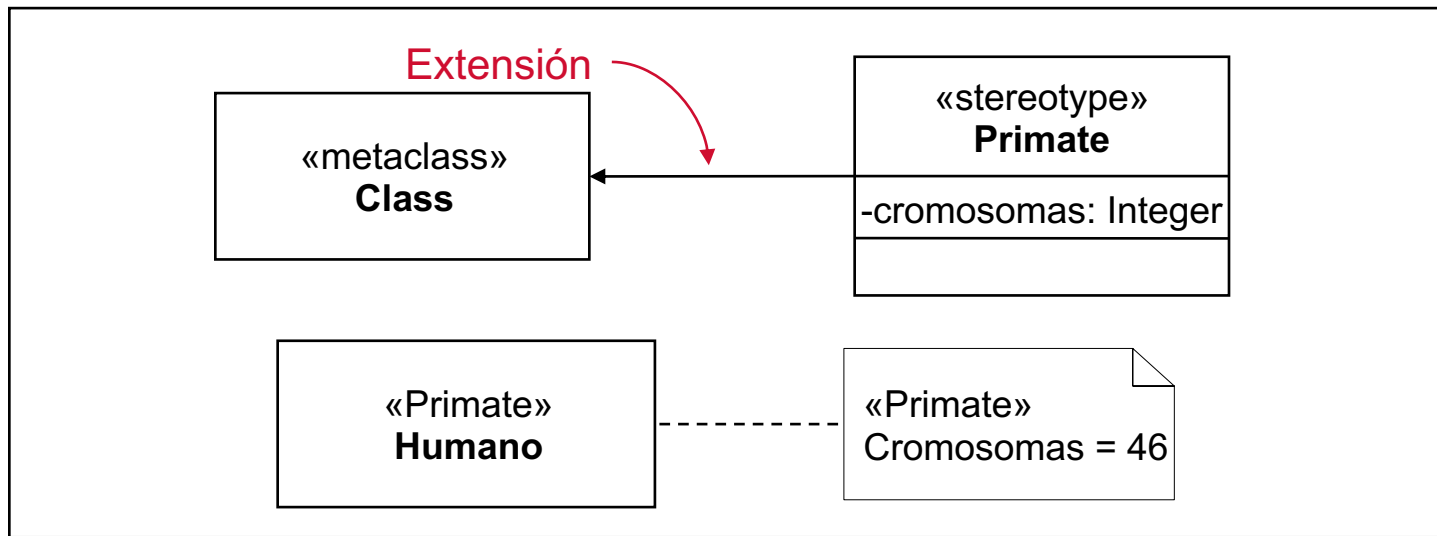 Extensión
«metaclass»
Class
«stereotype»
Primate
-cromosomas: Integer
«Primate»
Humano
«Primate»
Cromosomas = 46